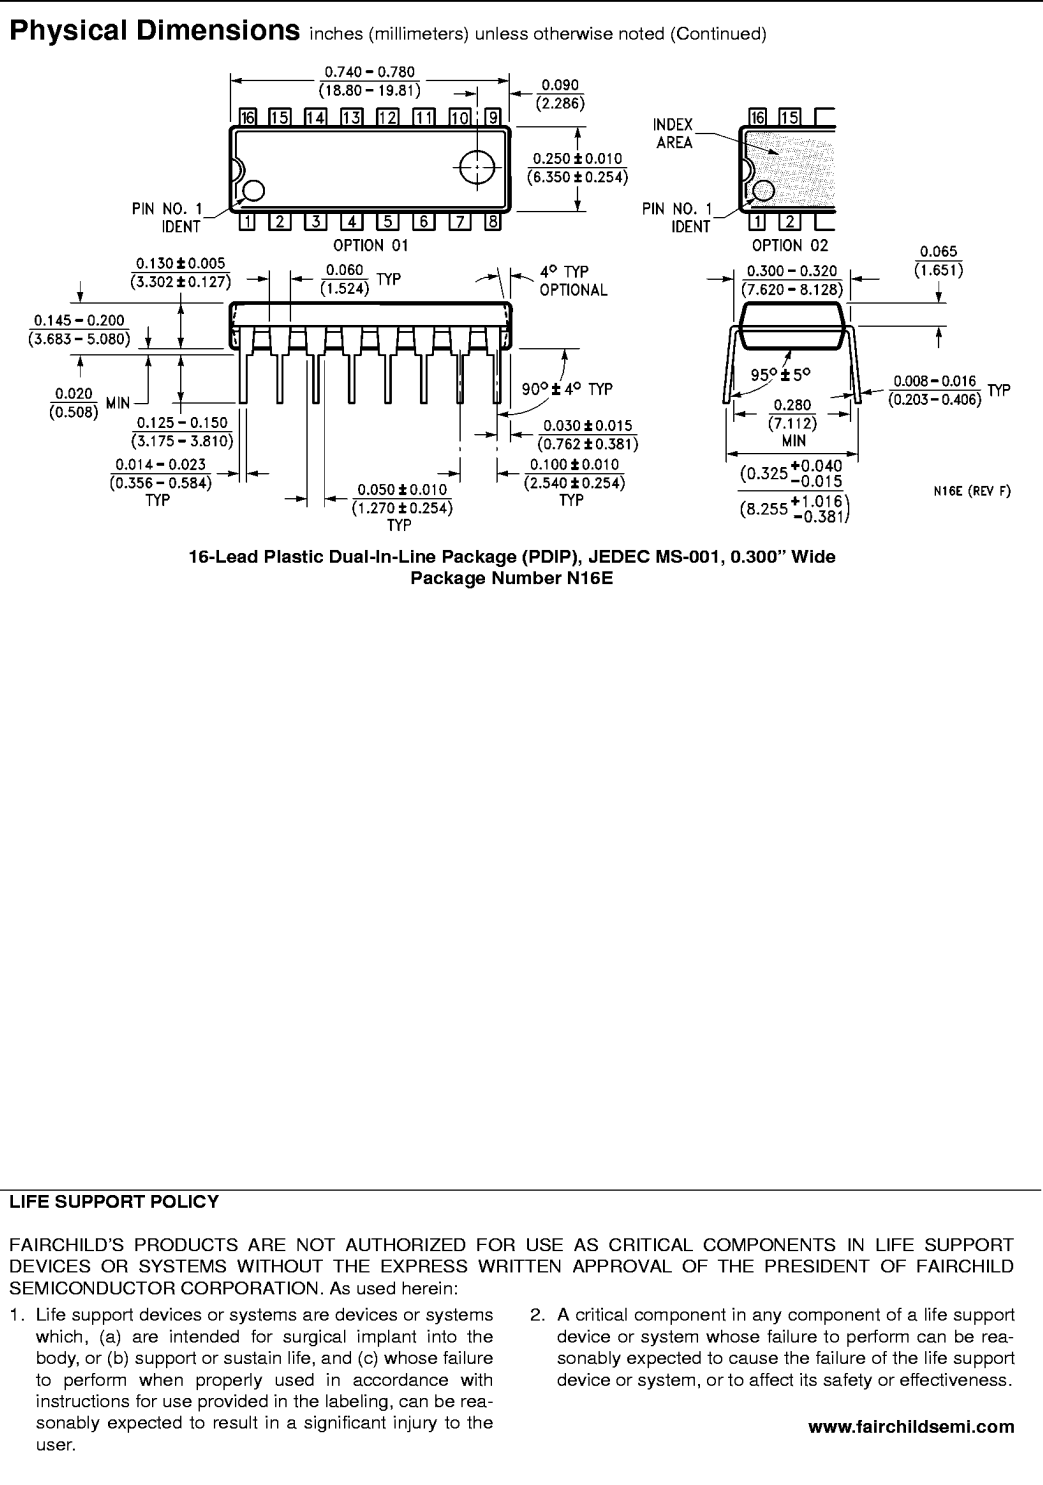 Physical Dimensions inches (millimeters) unless otherwise noted (Continued)
0.740 – 0.780
(18.80 – 19.81)
0.090
(2.286)
16 15 14 13 12 11 10 9
16 15
INDEX
AREA
0.250 ± 0.010
(6.350 ± 0.254)
PIN NO. 1
IDENT
PIN NO. 1
IDENT
1 2 3 4 5 6 7 8
1 2
OPTION 01
OPTION 02
0.065
(1.651)
0.130 ± 0.005
(3.302 ± 0.127)
0.060
(1.524)
TYP
4° TYP
OPTIONAL
0.300 – 0.320
(7.620 – 8.128)
0.145 – 0.200
(3.683 – 5.080)
95° ± 5°
90° ± 4° TYP
0.008 – 0.016
(0.203 – 0.406)
TYP
0.020
(0.508)
MIN
0.280
(7.112)
MIN
0.125 – 0.150
(3.175 – 3.810)
0.030 ± 0.015
(0.762 ± 0.381)
0.014 – 0.023
(0.356 – 0.584)
TYP
0.100 ± 0.010
(2.540 ± 0.254)
TYP
(0.325 +0.040
–0.015
(8.255 +1.016)
–0.381)
0.050 ± 0.010
(1.270 ± 0.254)
TYP
N16E (REV F)
16-Lead Plastic Dual-In-Line Package (PDIP), JEDEC MS-001, 0.300” Wide
Package Number N16E
LIFE SUPPORT POLICY
FAIRCHILD’S PRODUCTS ARE NOT AUTHORIZED FOR USE AS CRITICAL COMPONENTS IN LIFE SUPPORT
DEVICES OR SYSTEMS WITHOUT THE EXPRESS WRITTEN APPROVAL OF THE PRESIDENT OF FAIRCHILD
SEMICONDUCTOR CORPORATION. As used herein:
1. Life support devices or systems are devices or systems
which, (a) are intended for surgical implant into the
body, or (b) support or sustain life, and (c) whose failure
to perform when properly used in accordance with
instructions for use provided in the labeling, can be rea-
sonably expected to result in a significant injury to the
user.
2. A critical component in any component of a life support
device or system whose failure to perform can be rea-
sonably expected to cause the failure of the life support
device or system, or to affect its safety or effectiveness.
www.fairchildsemi.com